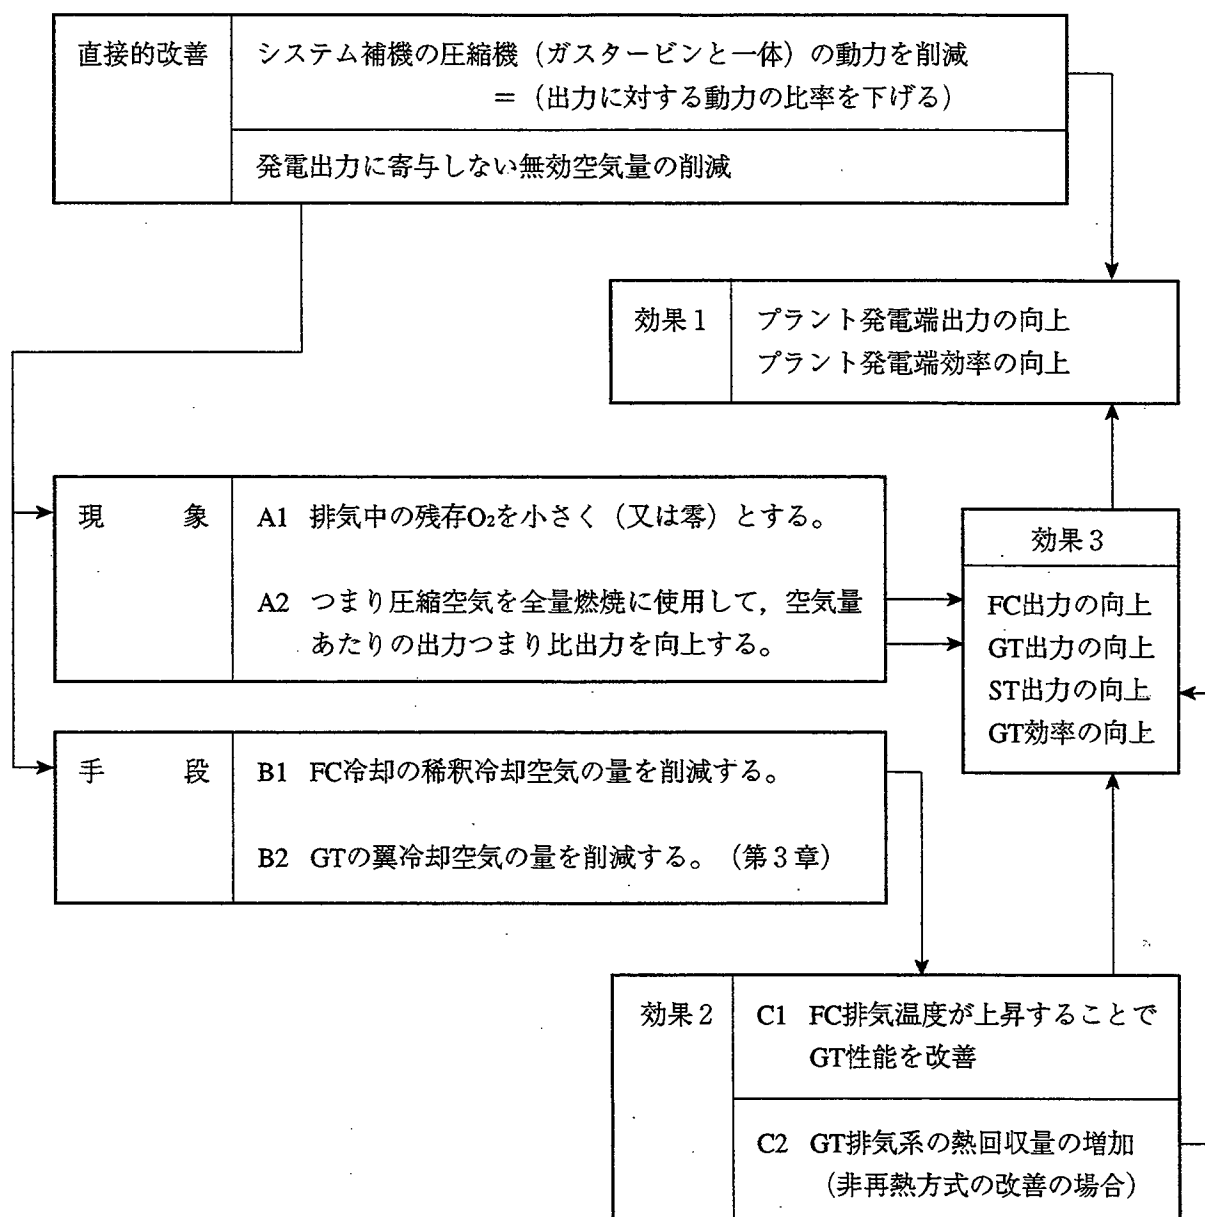 直接的改善
システム補機の圧縮機（ガスタービンと一体）の動力を削減
＝（出力に対する動力の比率を下げる）
発電出力に寄与しない無効空気量の削減
効果1
プラント発電端出力の向上
プラント発電端効率の向上
現　　象
A1 排気中の残存O₂を小さく（又は零）とする。
A2 つまり圧縮空気を全量燃焼に使用して，空気量
あたりの出力つまり比出力を向上する。
効果3
FC出力の向上
GT出力の向上
ST出力の向上
GT効率の向上
手　　段
B1 FC冷却の稀釈冷却空気の量を削減する。
B2 GTの翼冷却空気の量を削減する。（第3章）
効果2
C1 FC排気温度が上昇することで
GT性能を改善
C2 GT排気系の熱回収量の増加
（非再熱方式の改善の場合）